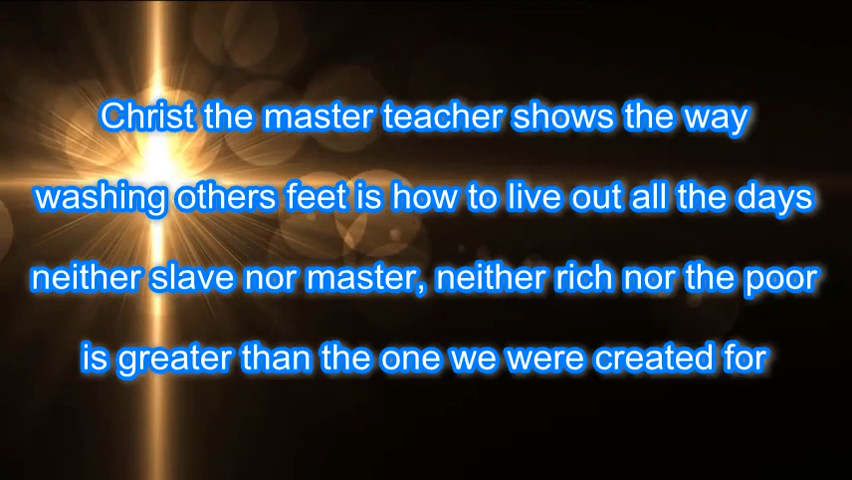 Christ the master teacher shows the way
washing others feet is how to live out all the days
neither slave nor master, neither rich nor the poor
is greater than the one we were created for